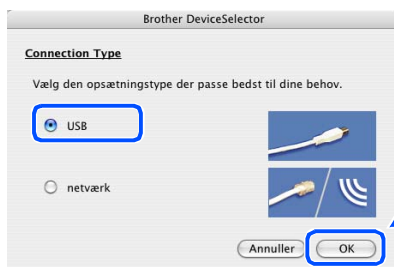 Brother DeviceSelector
Connection Type
Vælg den opsætningstype der passe bedst til dine behov.
USB
netværk
Annuller OK